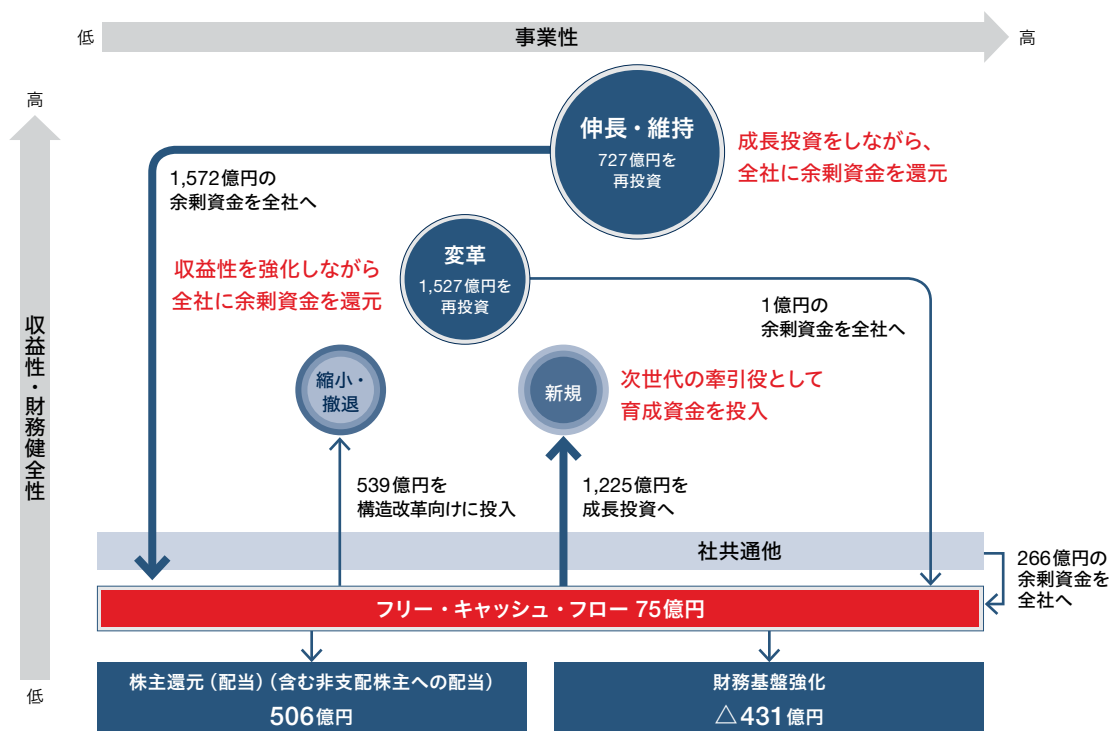 低
事業性
高
高
収益性・財務健全性
低
伸長・維持
727億円を
再投資
成長投資をしながら、
全社に余剰資金を還元
1,572億円の
余剰資金を全社へ
変革
1,527億円を
再投資
収益性を強化しながら
全社に余剰資金を還元
1億円の
余剰資金を全社へ
縮小・
撤退
新規
次世代の牽引役として
育成資金を投入
539億円を
構造改革向けに投入
1,225億円を
成長投資へ
社共通他
266億円の
余剰資金を
全社へ
フリー・キャッシュ・フロー 75億円
株主還元（配当）（含む非支配株主への配当）
506億円
財務基盤強化
△431億円